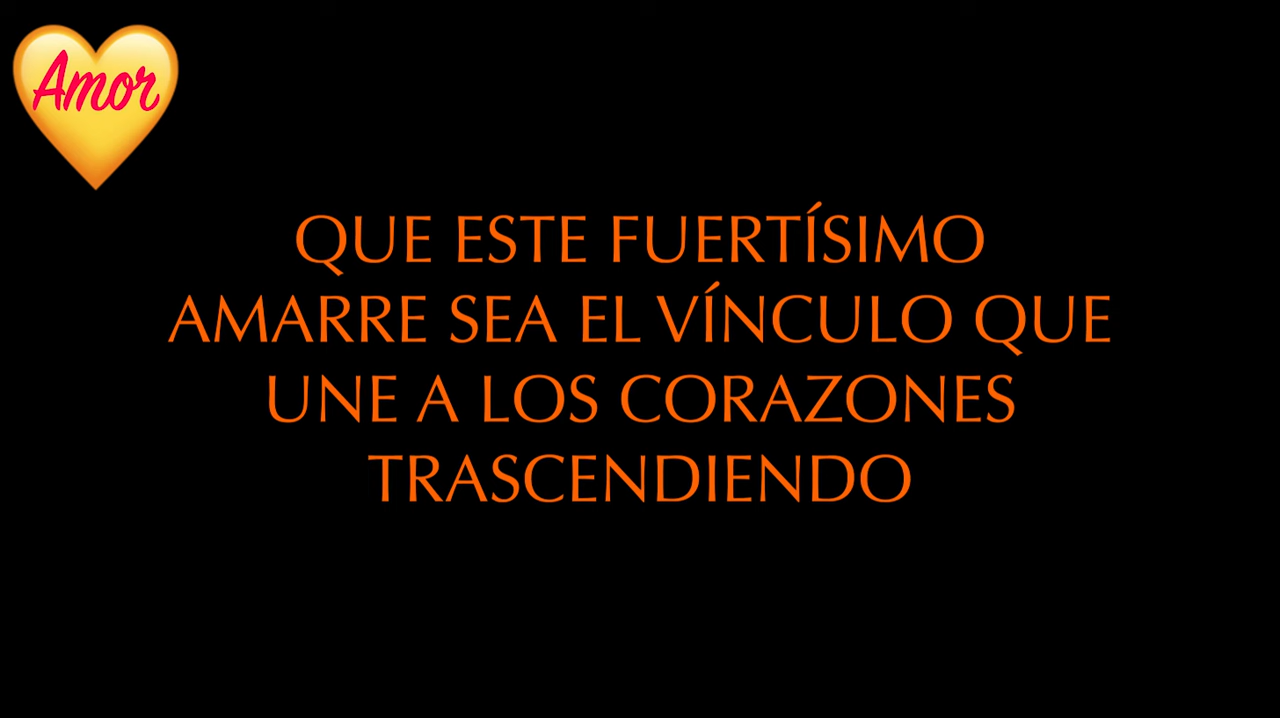 Amor
QUE ESTE FUERTÍSIMO
AMARRE SEA EL VÍNCULO QUE
UNE A LOS CORAZONES
TRASCENDIENDO